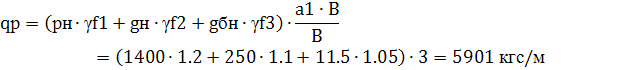 qp = (рн · γf1 + gн · γf2 + gбн · γf3) · a1 · B / B
= (1400 · 1.2 + 250 · 1.1 + 11.5 · 1.05) · 3 = 5901 кгс/м